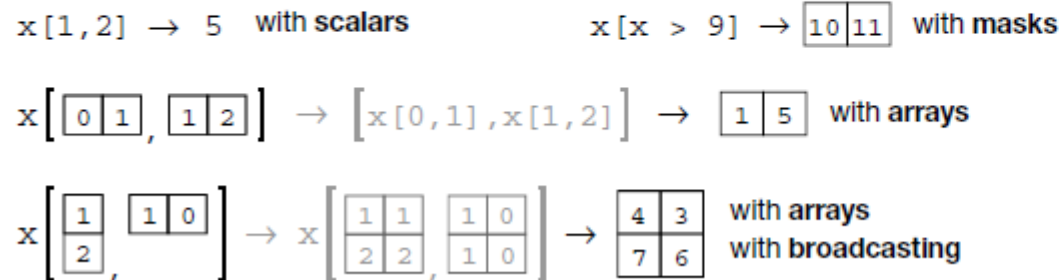 x[1,2] → 5 with scalars
x[x > 9] → 10 11 with masks
x[ 0 1 , 1 2 ] → [x[0,1],x[1,2]] → 1 5 with arrays
x[ 1 , 1 0 ] → x[ 1 1 , 1 0 ] → 4 3 with arrays
2 2 2 1 0 7 6 with broadcasting